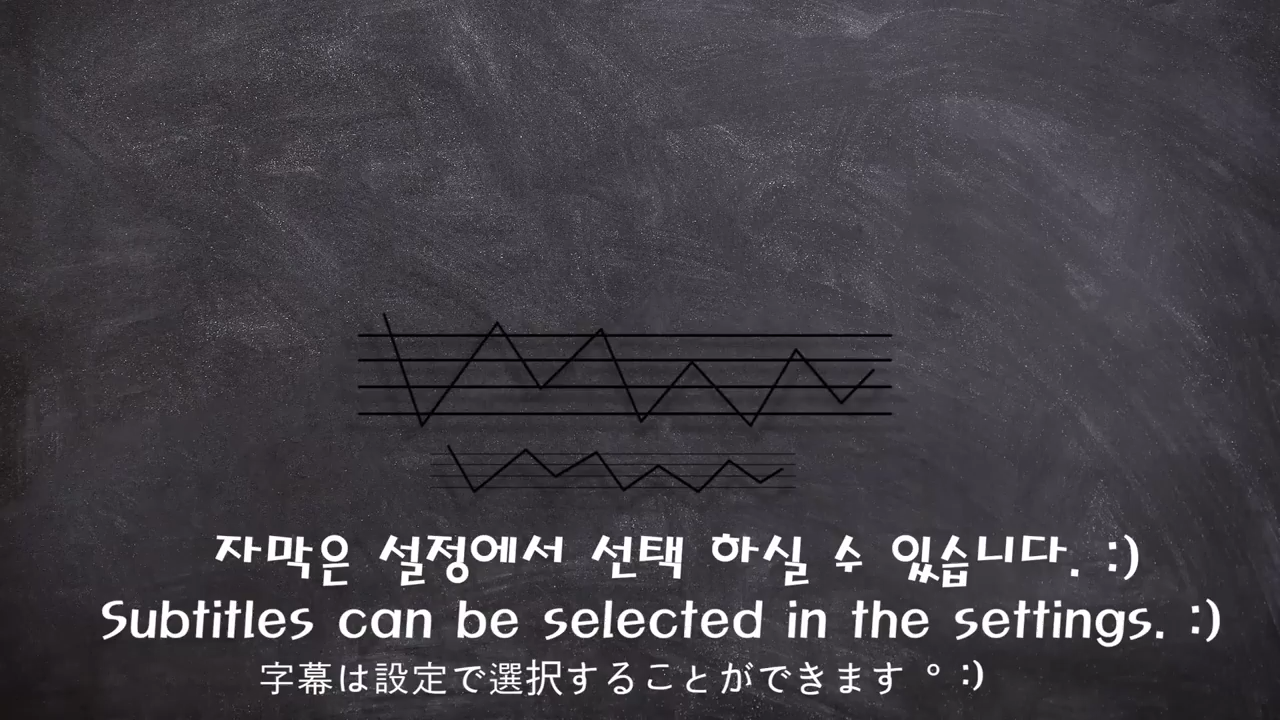 자막은 설정에서 선택 하실 수 있습니다. :)
Subtitles can be selected in the settings. :)
字幕は設定で選択することができます 。:)